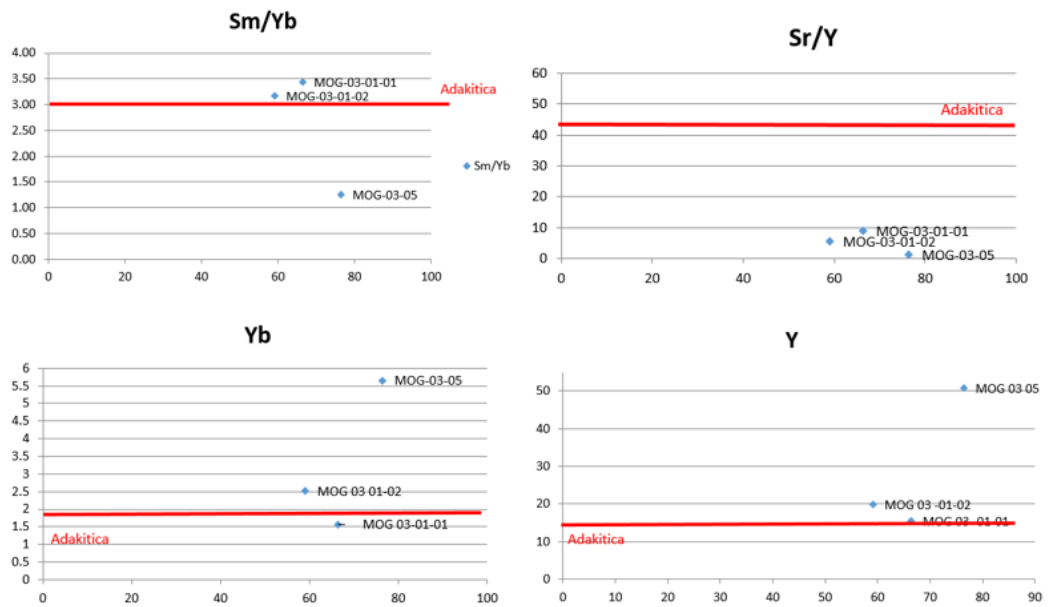 Sm/Yb
4.00
3.50
3.00
2.50
2.00
1.50
1.00
0.50
0.00
0 20 40 60 80 100
MOG-03-01-01
MOG-03-01-02
MOG-03-05
Adakitica
Sm/Yb
Sr/Y
60
50
40
30
20
10
0
0 20 40 60 80 100
Adakitica
MOG-03-01-01
MOG-03-01-02
MOG-03-05
Yb
6
5.5
5
4.5
4
3.5
3
2.5
2
1.5
1
0.5
0
0 20 40 60 80 100
MOG-03-05
MOG 03 01-02
MOG 03-01-01
Adakitica
Y
50
40
30
20
10
0
0 10 20 30 40 50 60 70 80 90
MOG 03 05
MOG 03 -01-02
MOG 03 -01-01
Adakitica